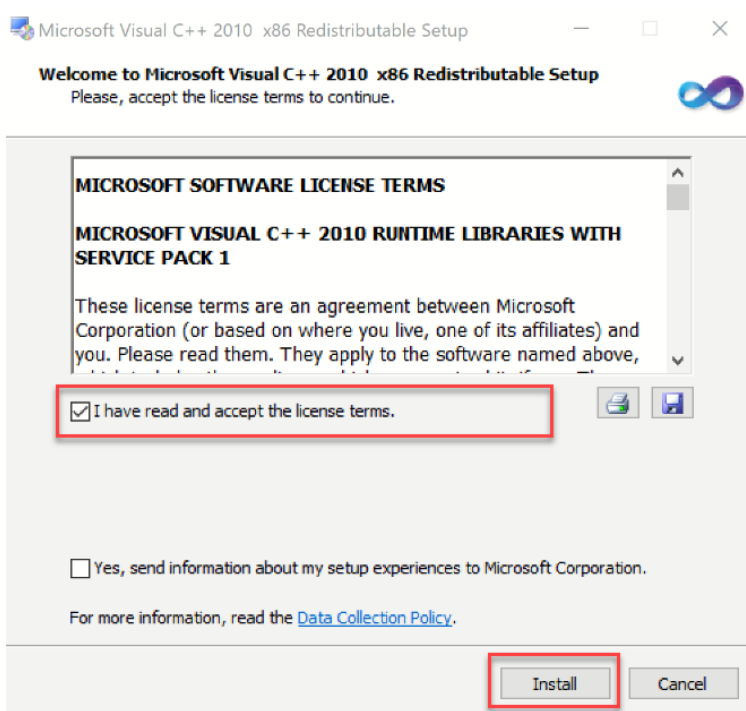 Microsoft Visual C++ 2010  x86 Redistributable Setup
Welcome to Microsoft Visual C++ 2010  x86 Redistributable Setup
Please, accept the license terms to continue.
MICROSOFT SOFTWARE LICENSE TERMS
MICROSOFT VISUAL C++ 2010 RUNTIME LIBRARIES WITH
SERVICE PACK 1
These license terms are an agreement between Microsoft
Corporation (or based on where you live, one of its affiliates) and
you. Please read them. They apply to the software named above,
I have read and accept the license terms.
Yes, send information about my setup experiences to Microsoft Corporation.
For more information, read the Data Collection Policy.
Install
Cancel